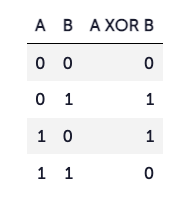 A B A XOR B
0 0 0
0 1 1
1 0 1
1 1 0